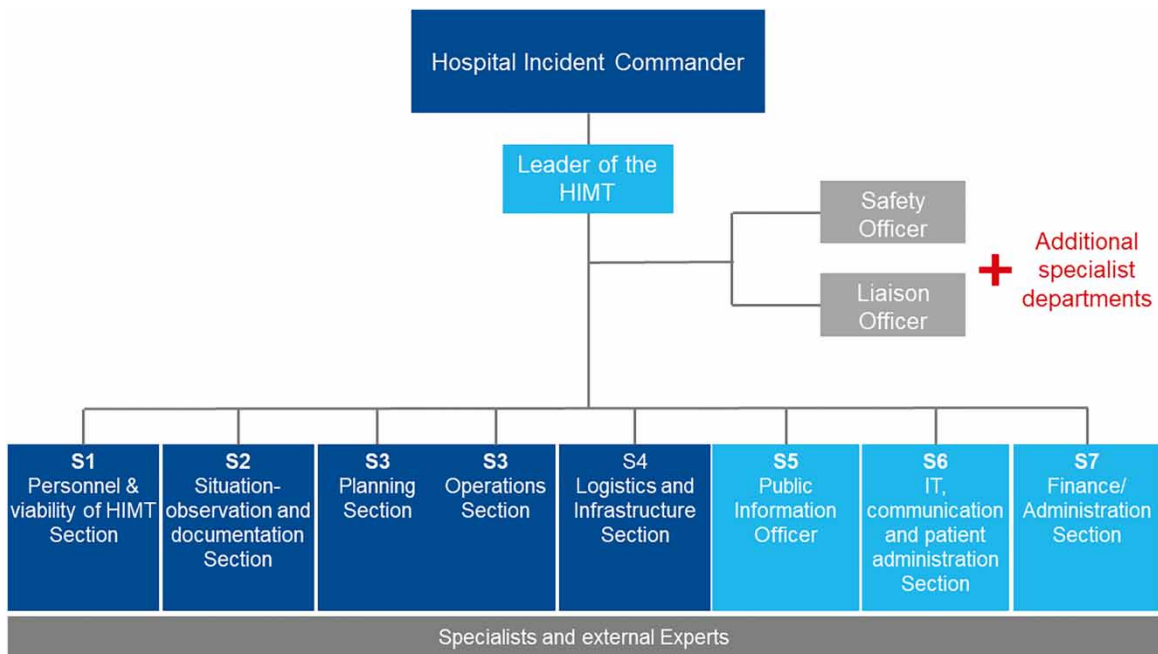 Hospital Incident Commander
Leader of the
HIMT
Safety
Officer
Liaison
Officer
+
Additional
specialist
departments
S1
Personnel &
viability of HIMT
Section
S2
Situation-
observation and
documentation
Section
S3
Planning
Section
S3
Operations
Section
S4
Logistics and
Infrastructure
Section
S5
Public
Information
Officer
S6
IT,
communication
and patient
administration
Section
S7
Finance/
Administration
Section
Specialists and external Experts